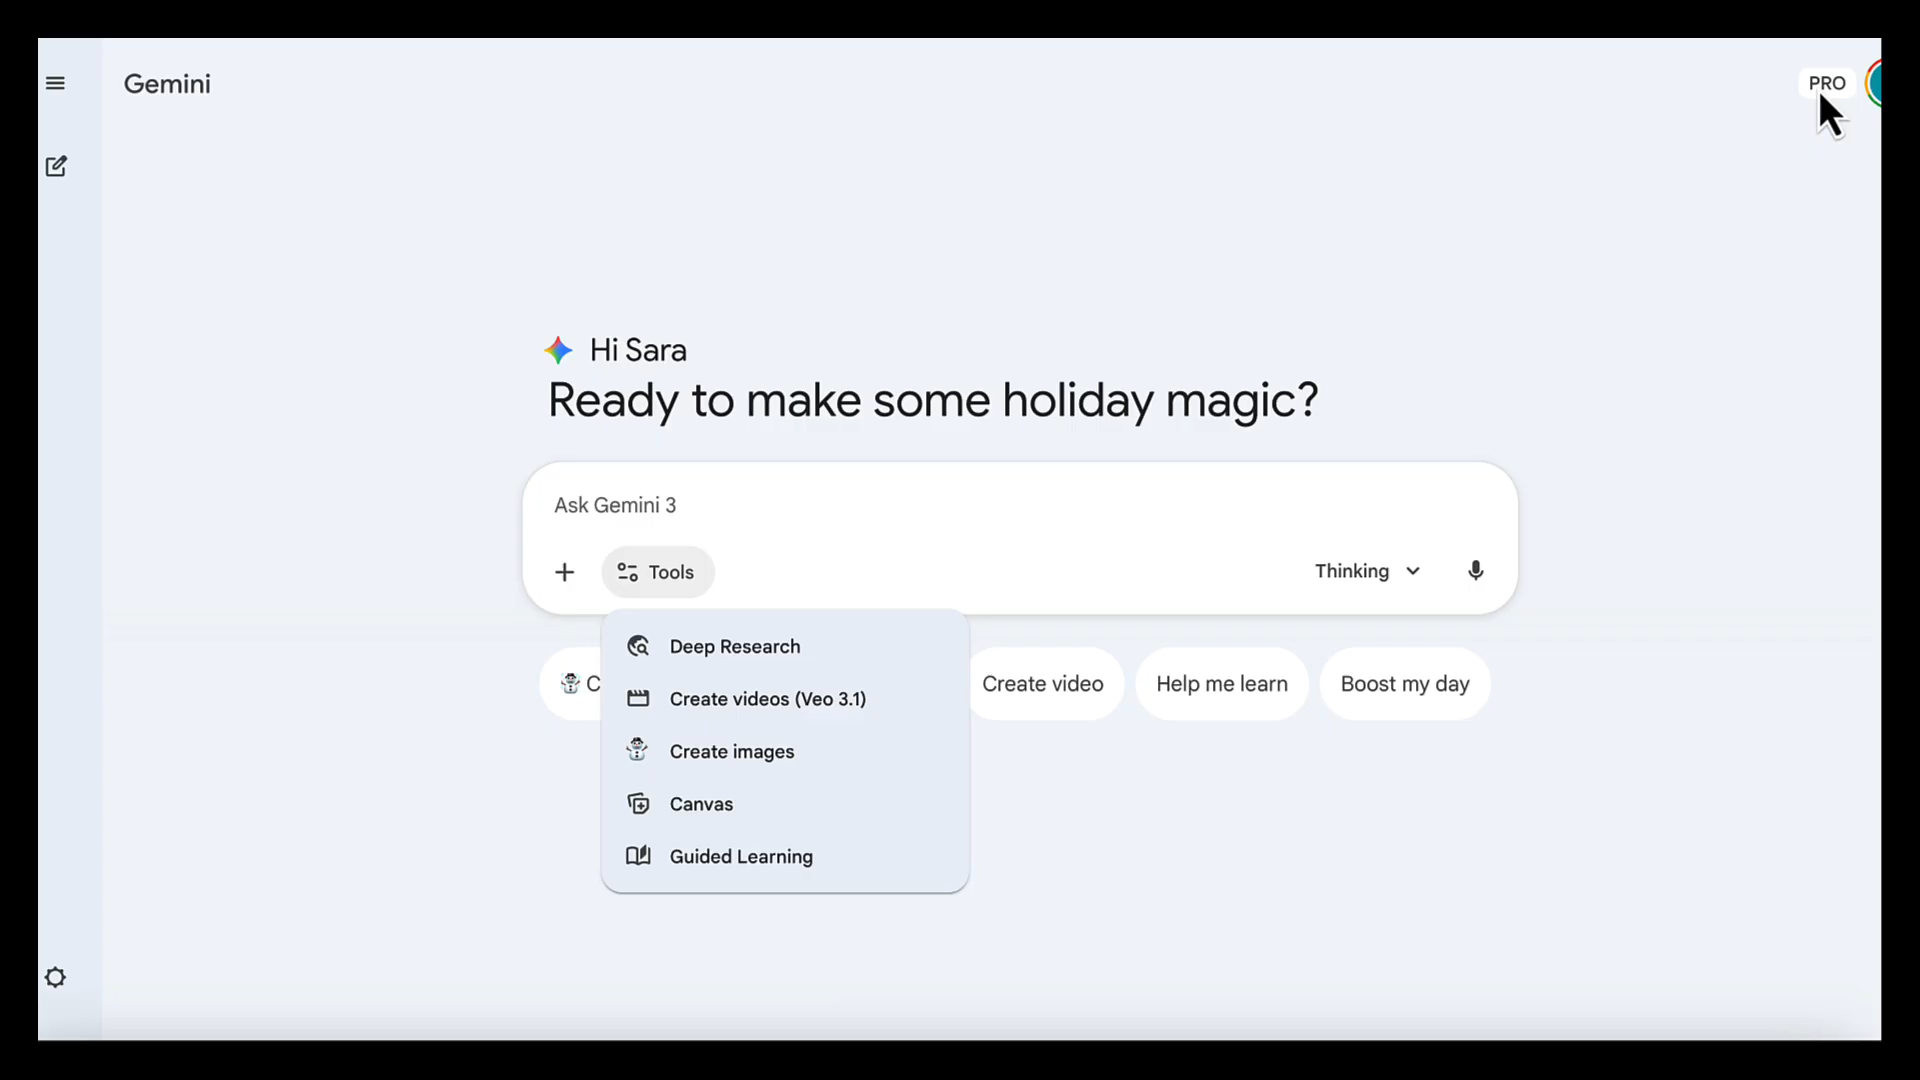 Gemini
PRO
Hi Sara
Ready to make some holiday magic?
Ask Gemini 3
Tools
Thinking
C
Create video
Help me learn
Boost my day
Deep Research
Create videos (Veo 3.1)
Create images
Canvas
Guided Learning